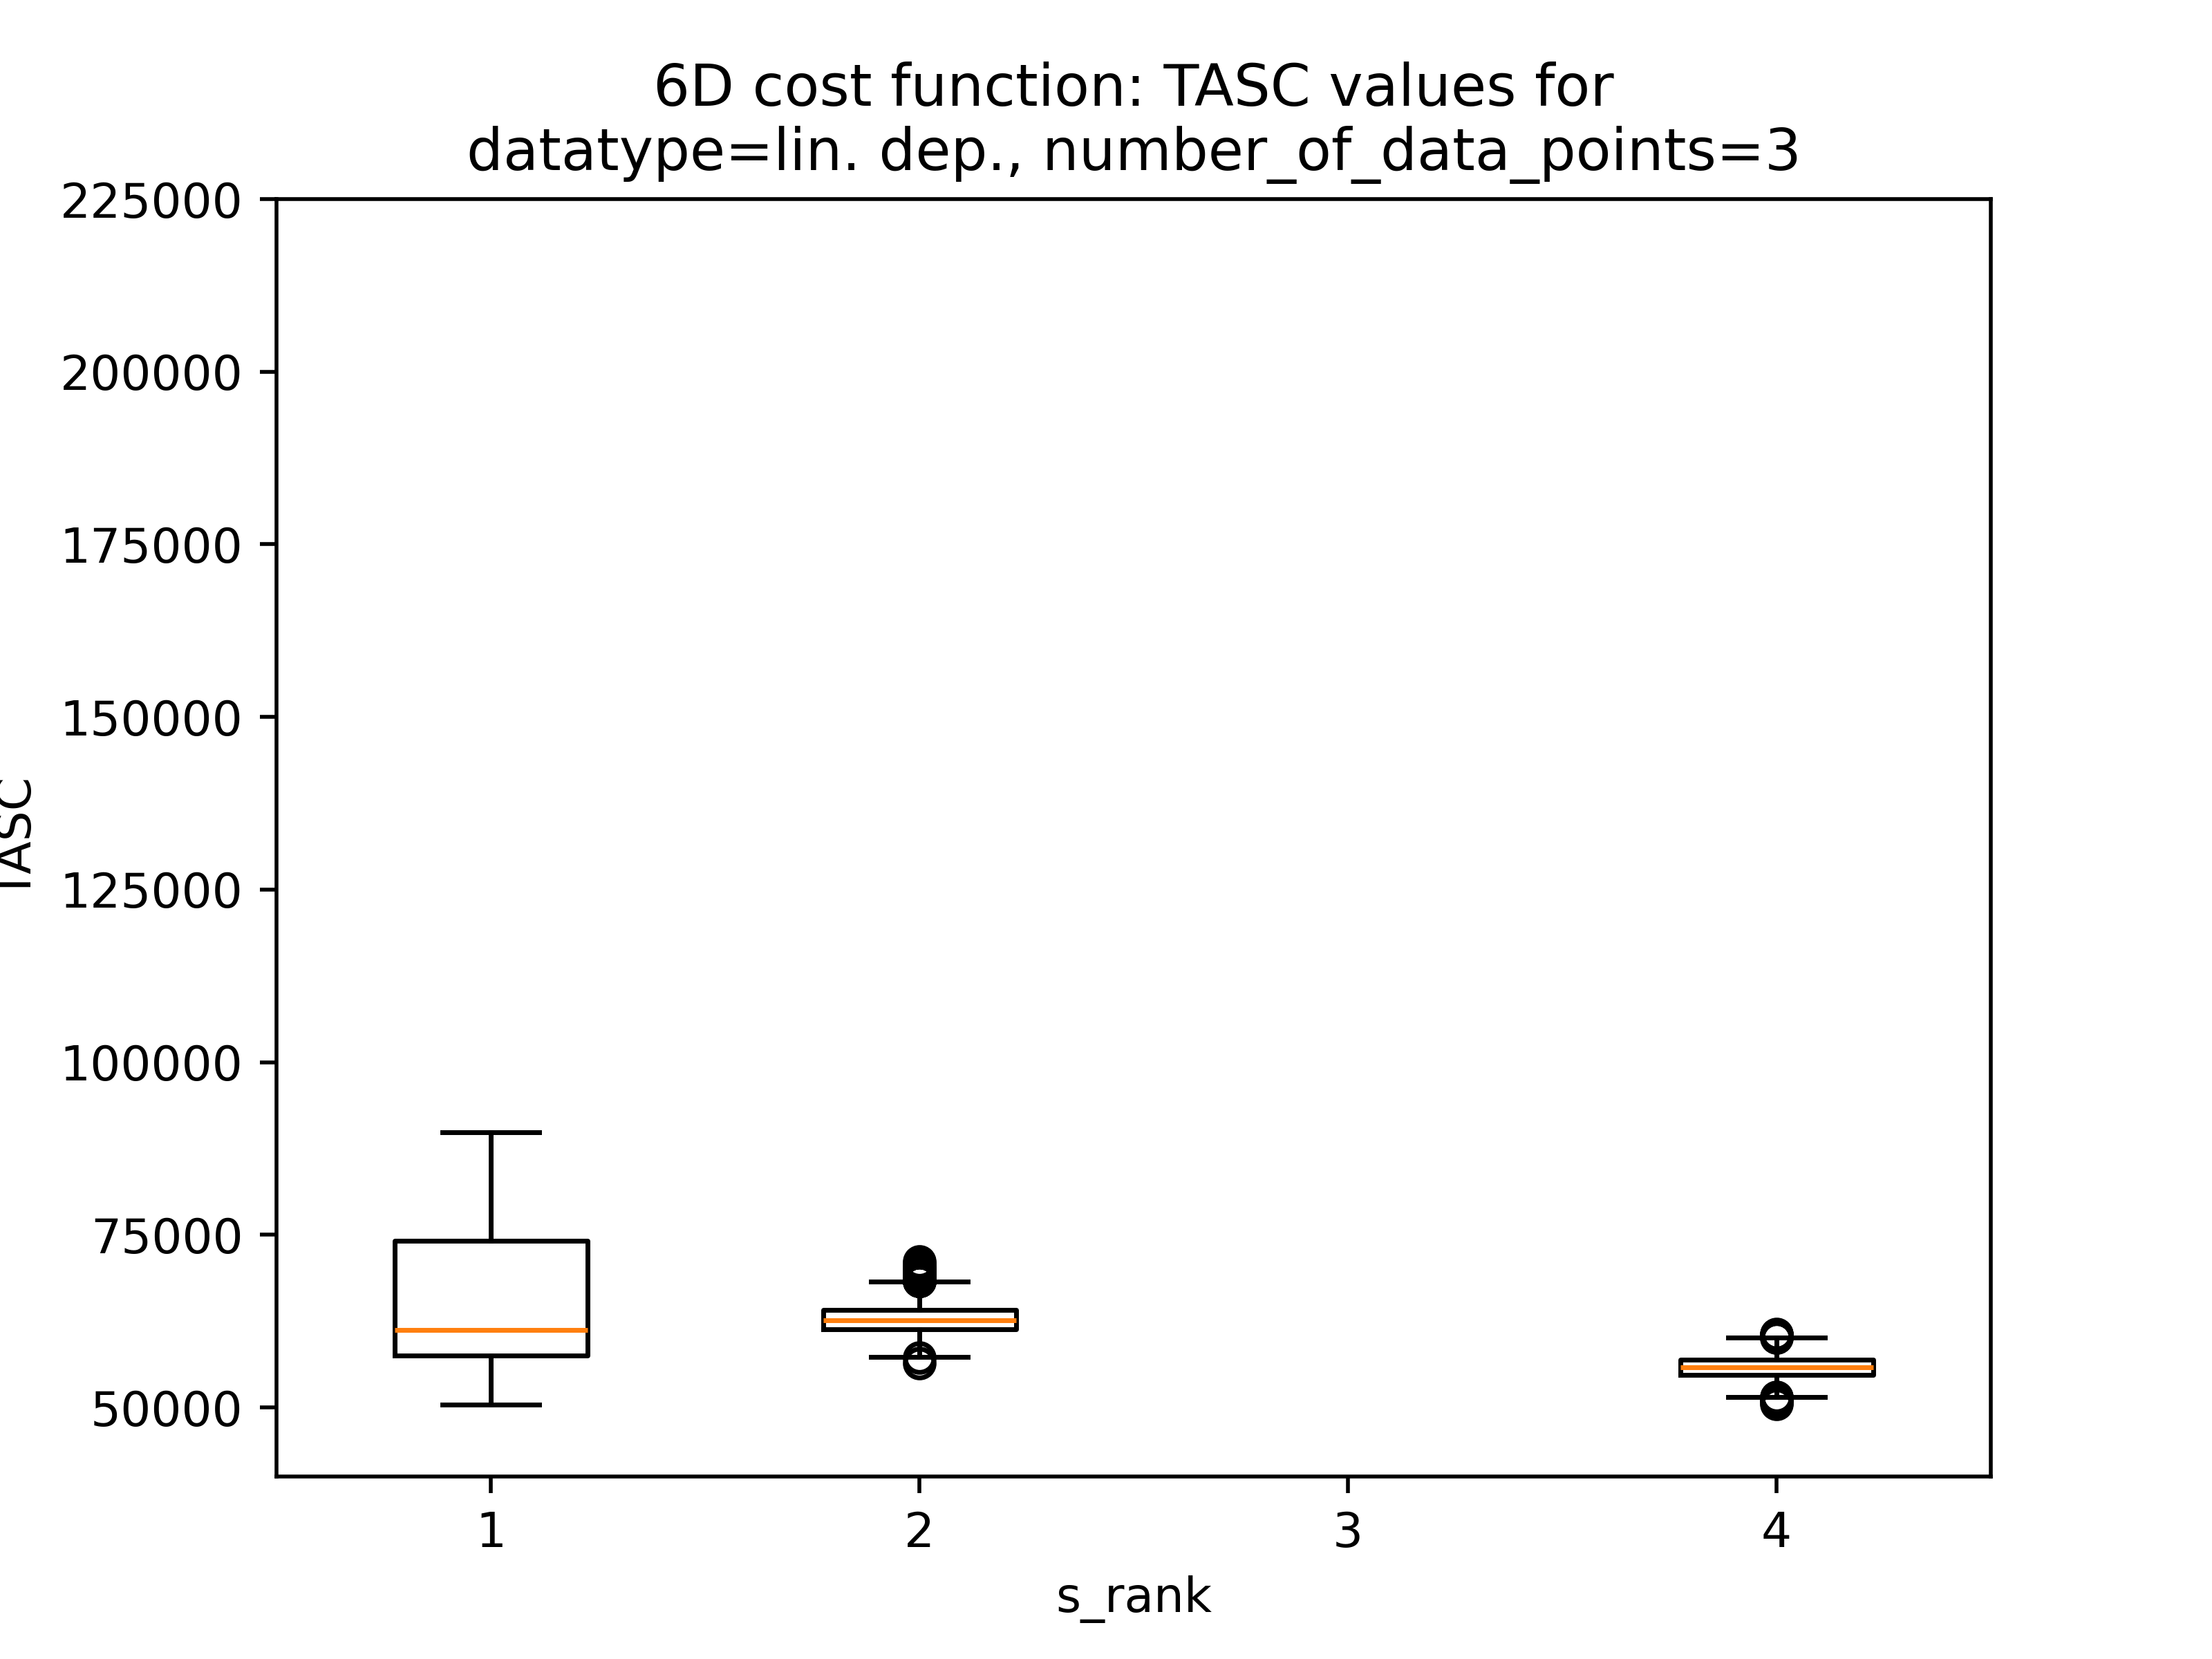 6D cost function: TASC values for
datatype=lin. dep., number_of_data_points=3
225000
200000
175000
150000
125000
100000
75000
50000
TASC
1 2 3 4
s_rank